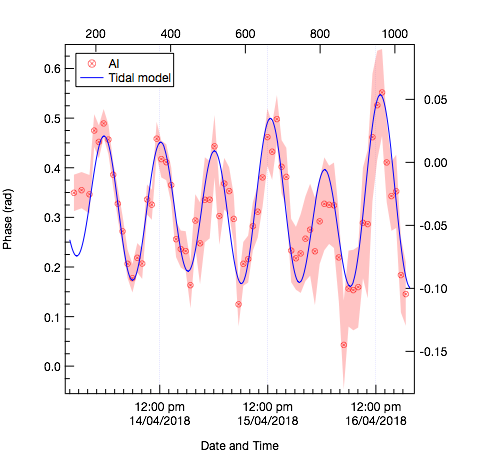 200 400 600 800 1000
AI
Tidal model
0.6
0.5
0.4
0.3
0.2
0.1
0.0
Phase (rad)
0.05
0.00
-0.05
-0.10
-0.15
12:00 pm 12:00 pm 12:00 pm
14/04/2018 15/04/2018 16/04/2018
Date and Time